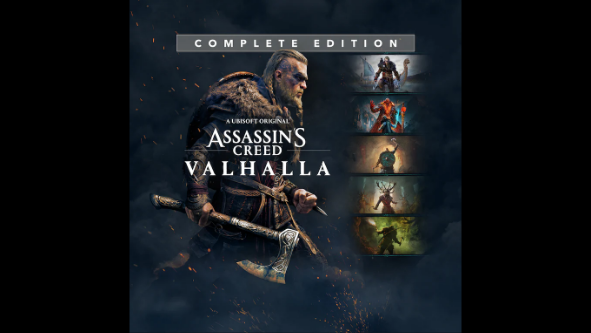 COMPLETE EDITION
A UBISOFT ORIGINAL
ASSASSIN'S
CREED
VALHALLA